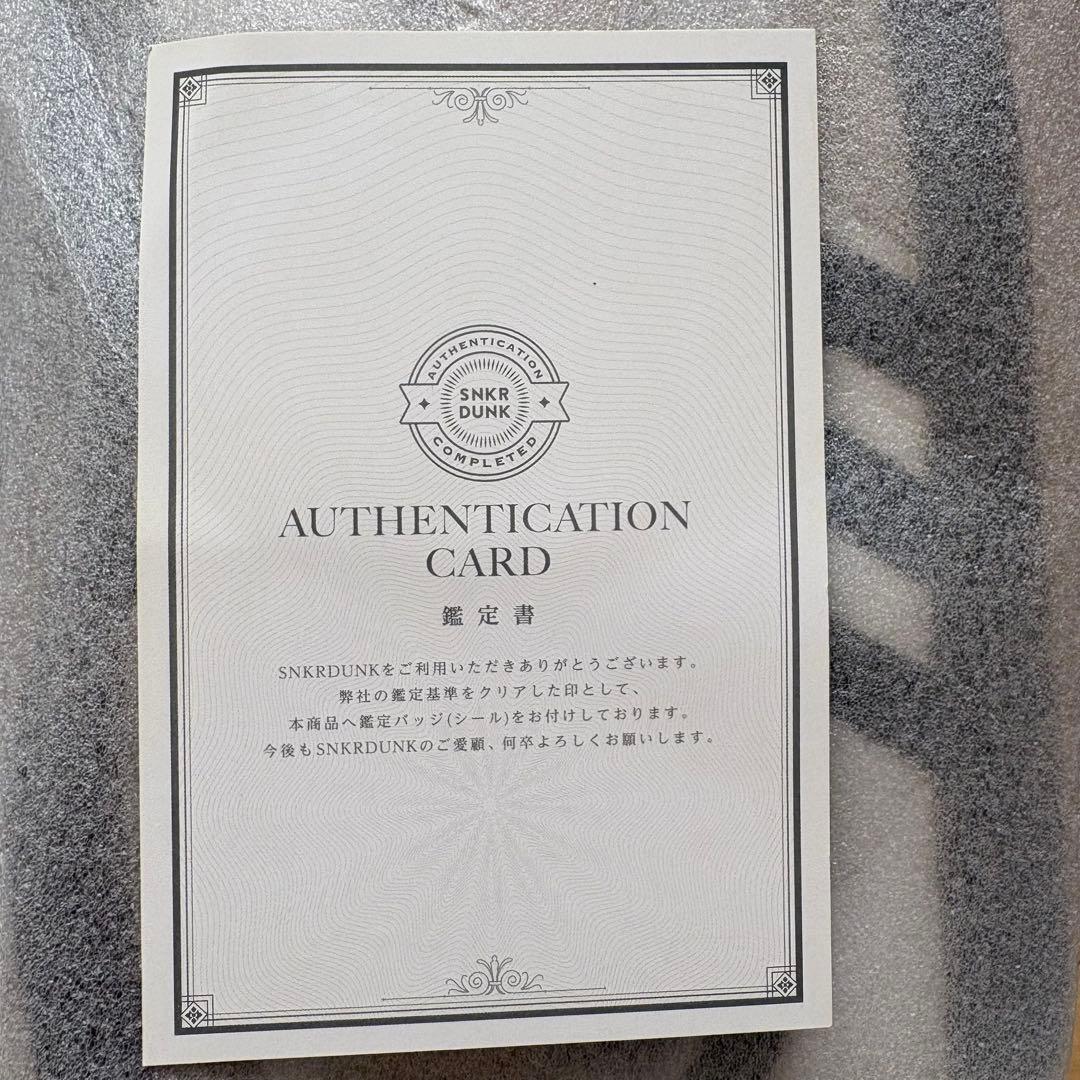 AUTHENTICATION
SNKR
DUNK
COMPLETED
AUTHENTICATION
CARD
鑑定書
SNKRDUNKをご利用いただきありがとうございます。
弊社の鑑定基準をクリアした印として、
本商品へ鑑定バッジ(シール)をお付けしております。
今後もSNKRDUNKのご愛顧、何卒よろしくお願いします。